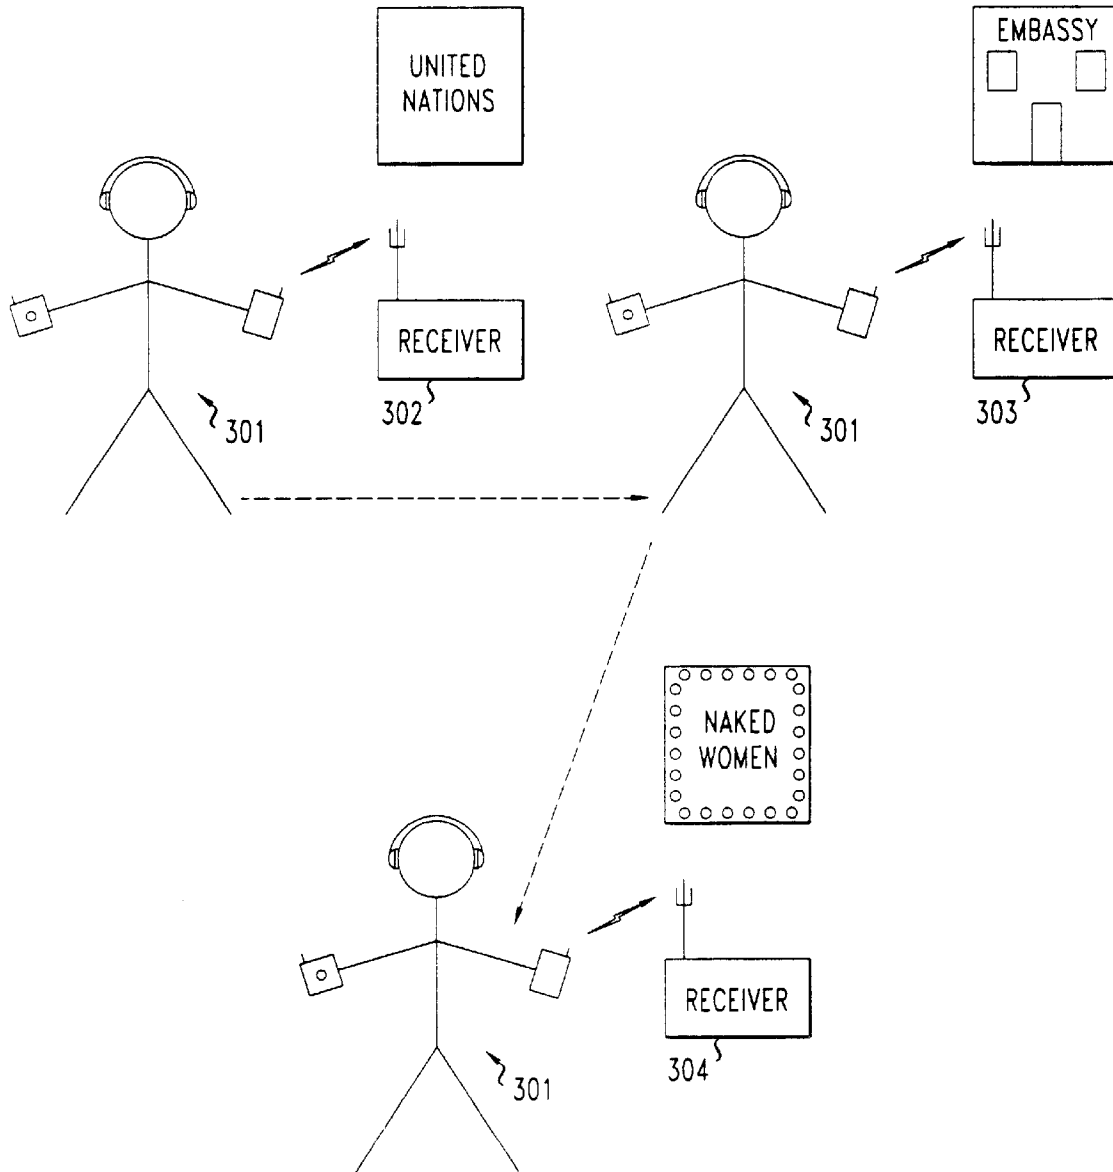 UNITED
NATIONS
EMBASSY
RECEIVER
302
301
RECEIVER
303
301
NAKED
WOMEN
RECEIVER
304
301